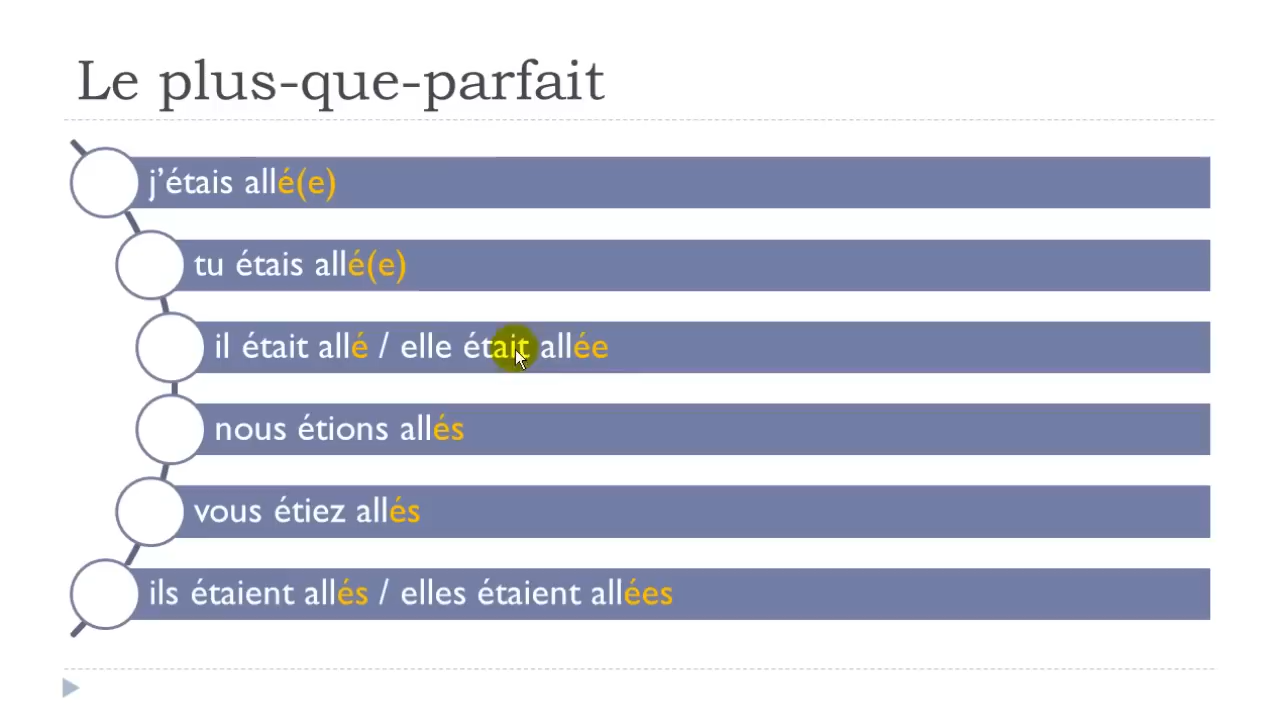 Le plus-que-parfait
j’étais allé(e)
tu étais allé(e)
il était allé / elle était allée
nous étions allés
vous étiez allés
ils étaient allés / elles étaient allées